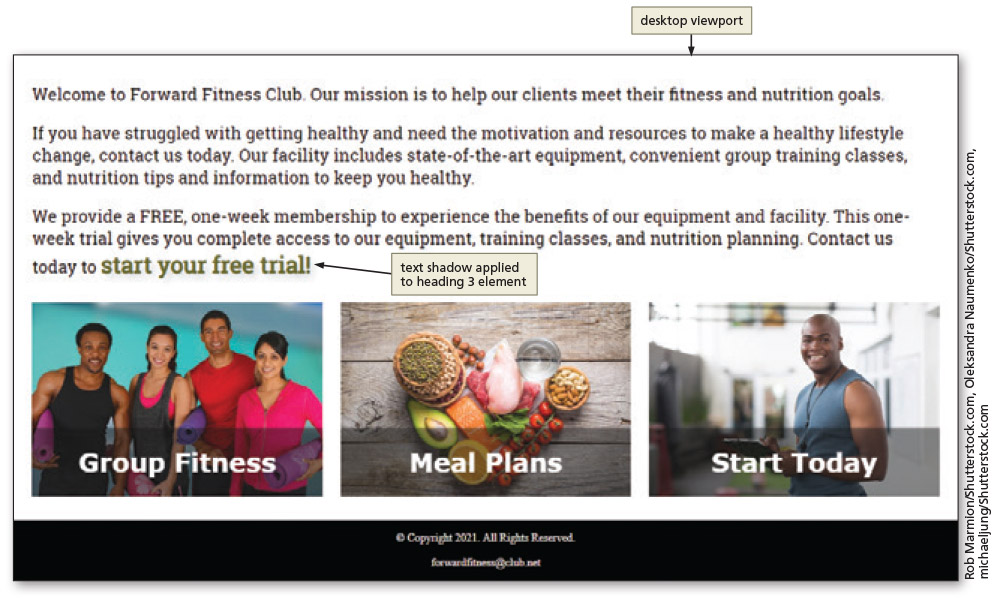 desktop viewport
Welcome to Forward Fitness Club. Our mission is to help our clients meet their fitness and nutrition goals.
If you have struggled with getting healthy and need the motivation and resources to make a healthy lifestyle
change, contact us today. Our facility includes state-of-the-art equipment, convenient group training classes,
and nutrition tips and information to keep you healthy.
We provide a FREE, one-week membership to experience the benefits of our equipment and facility. This one-
week trial gives you complete access to our equipment, training classes, and nutrition planning. Contact us
today to start your free trial!
text shadow applied
to heading 3 element
Group Fitness
Meal Plans
Start Today
© Copyright 2021. All Rights Reserved.
forwardfitness@club.net
Rob Marmion/Shutterstock.com, Oleksandra Naumenko/Shutterstock.com,
michaeljung/Shutterstock.com